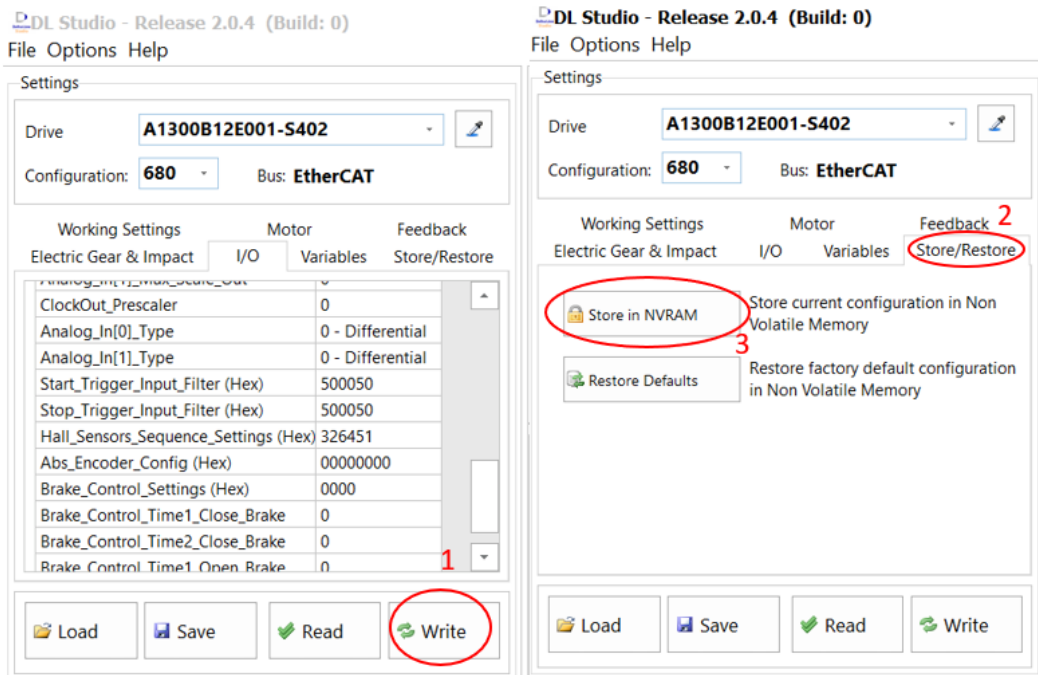 DL Studio - Release 2.0.4 (Build: 0)
File Options Help
Settings
Drive A1300B12E001-S402
Configuration: 680 Bus: EtherCAT
Working Settings Motor Feedback
Electric Gear & Impact I/O Variables Store/Restore
Analog_In[1]_Max_Scale_Out 0
ClockOut_Prescaler 0
Analog_In[0]_Type 0 - Differential
Analog_In[1]_Type 0 - Differential
Start_Trigger_Input_Filter (Hex) 500050
Stop_Trigger_Input_Filter (Hex) 500050
Hall_Sensors_Sequence_Settings (Hex) 326451
Abs_Encoder_Config (Hex) 00000000
Brake_Control_Settings (Hex) 0000
Brake_Control_Time1_Close_Brake 0
Brake_Control_Time2_Close_Brake 0
Brake_Control_Time1_Open_Brake 0
1
Load Save Read Write
DL Studio - Release 2.0.4 (Build: 0)
File Options Help
Settings
Drive A1300B12E001-S402
Configuration: 680 Bus: EtherCAT
Working Settings Motor Feedback 2
Electric Gear & Impact I/O Variables Store/Restore
Store in NVRAM Store current configuration in Non
Volatile Memory
3
Restore Defaults Restore factory default configuration
in Non Volatile Memory
Load Save Read Write